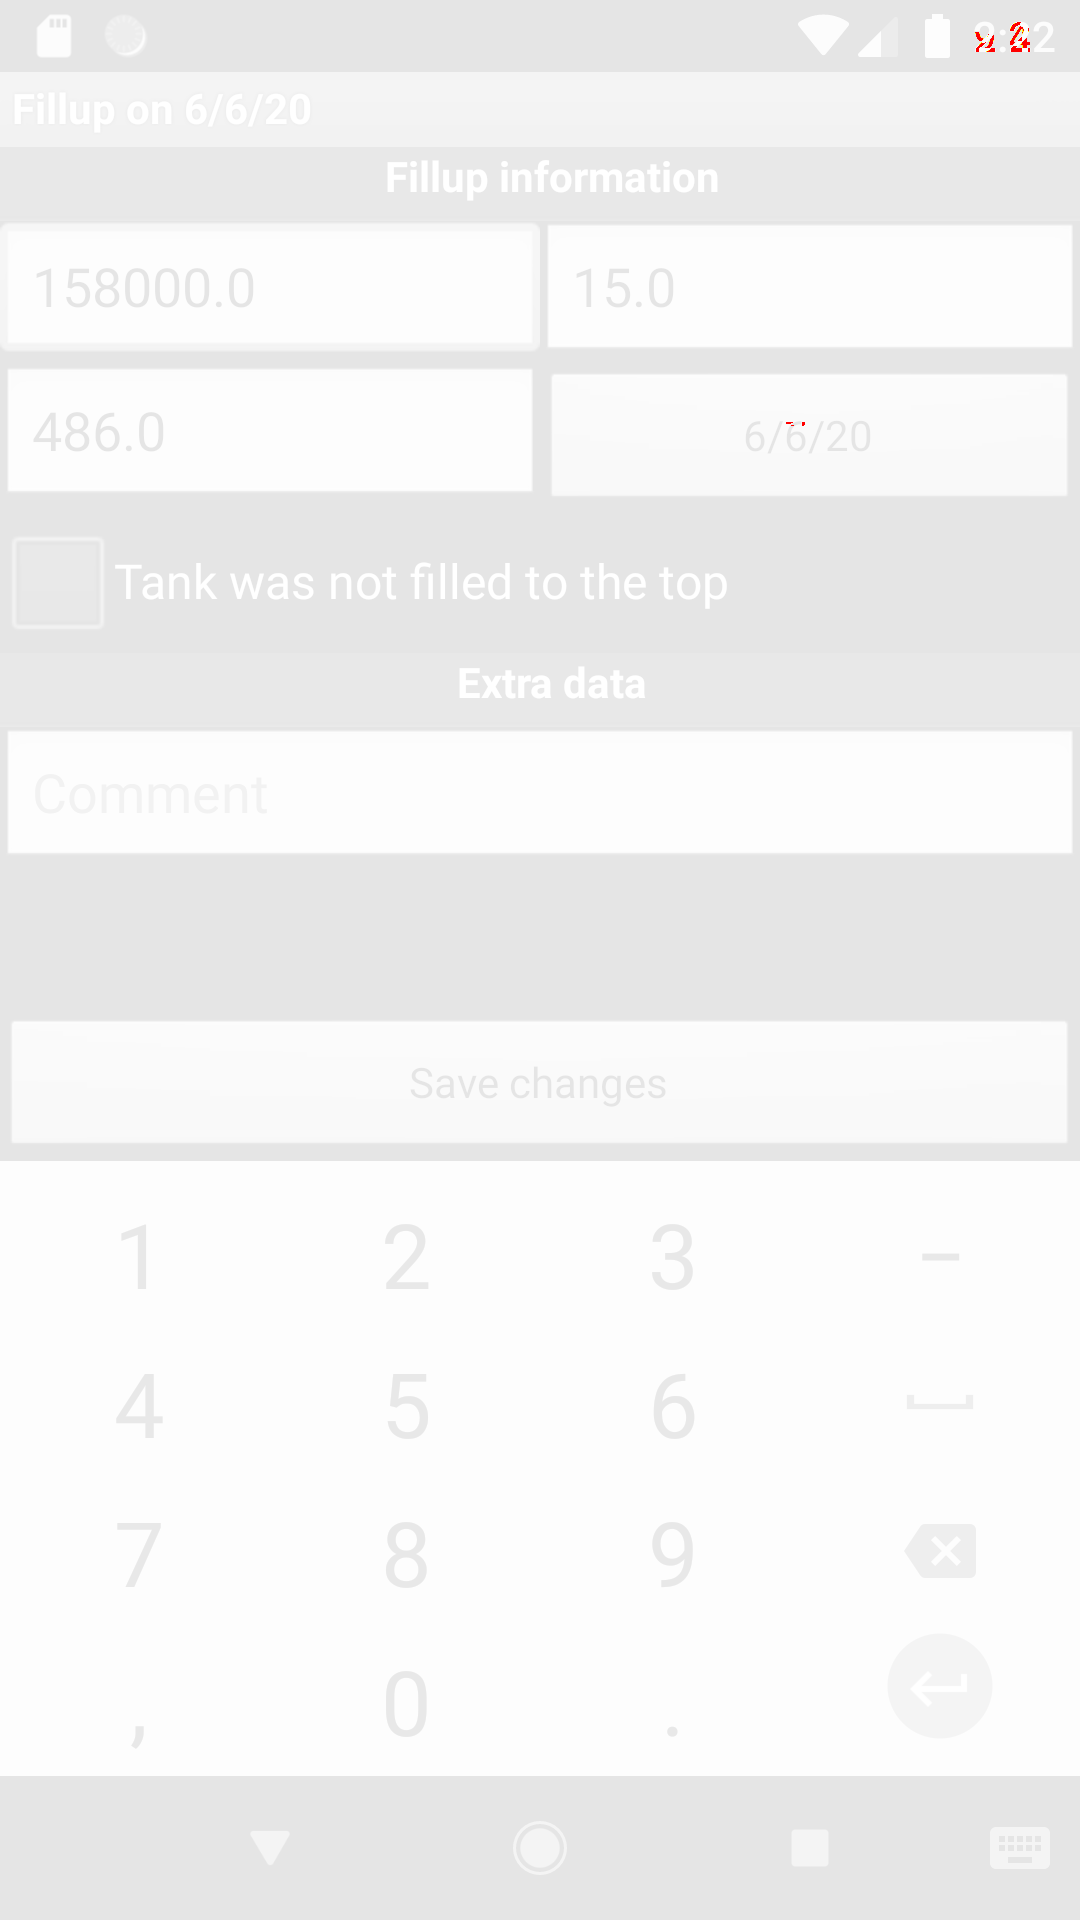 Fillup on 6/6/20
Fillup information
158000.0 15.0
486.0 6/6/20
Tank was not filled to the top
Extra data
Comment
Save changes
1 2 3 –
4 5 6
7 8 9
, 0 .